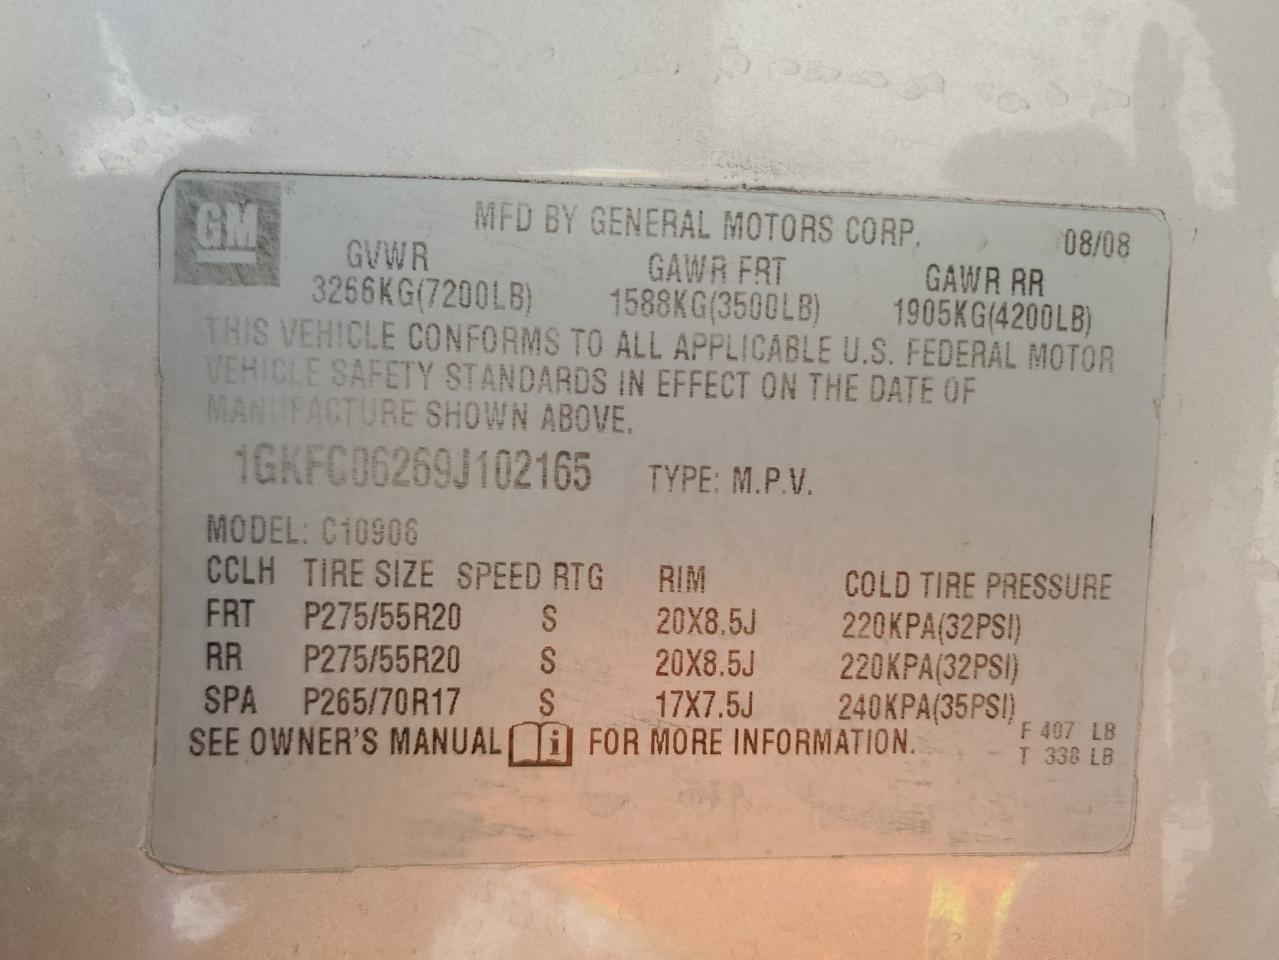 GM
MFD BY GENERAL MOTORS CORP. 08/08
GVWR GAWR FRT GAWR RR
3266KG(7200LB) 1588KG(3500LB) 1905KG(4200LB)
THIS VEHICLE CONFORMS TO ALL APPLICABLE U.S. FEDERAL MOTOR
VEHICLE SAFETY STANDARDS IN EFFECT ON THE DATE OF
MANUFACTURE SHOWN ABOVE.
1GKFC06269J102165 TYPE: M.P.V.
MODEL: C10906
CCLH TIRE SIZE SPEED RTG RIM COLD TIRE PRESSURE
FRT P275/55R20 S 20X8.5J 220KPA(32PSI)
RR P275/55R20 S 20X8.5J 220KPA(32PSI)
SPA P265/70R17 S 17X7.5J 240KPA(35PSI)
SEE OWNER'S MANUAL i FOR MORE INFORMATION.
F 407 LB
T 338 LB